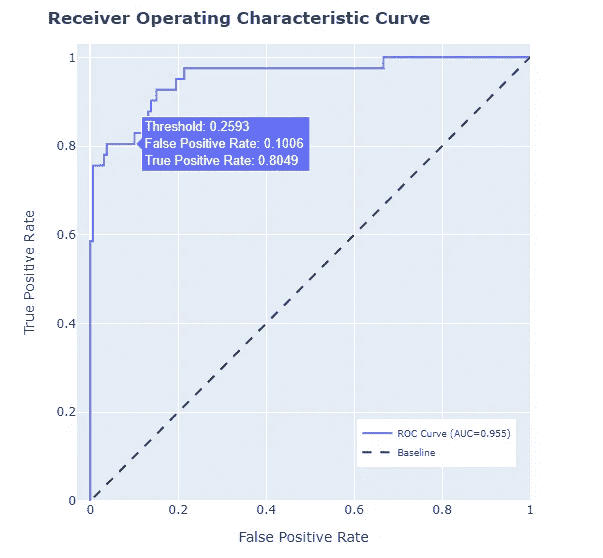 Receiver Operating Characteristic Curve
1
0.8
0.6
0.4
0.2
0
True Positive Rate
Threshold: 0.2593
False Positive Rate: 0.1006
True Positive Rate: 0.8049
ROC Curve (AUC=0.955)
Baseline
0
0.2
0.4
0.6
0.8
1
False Positive Rate